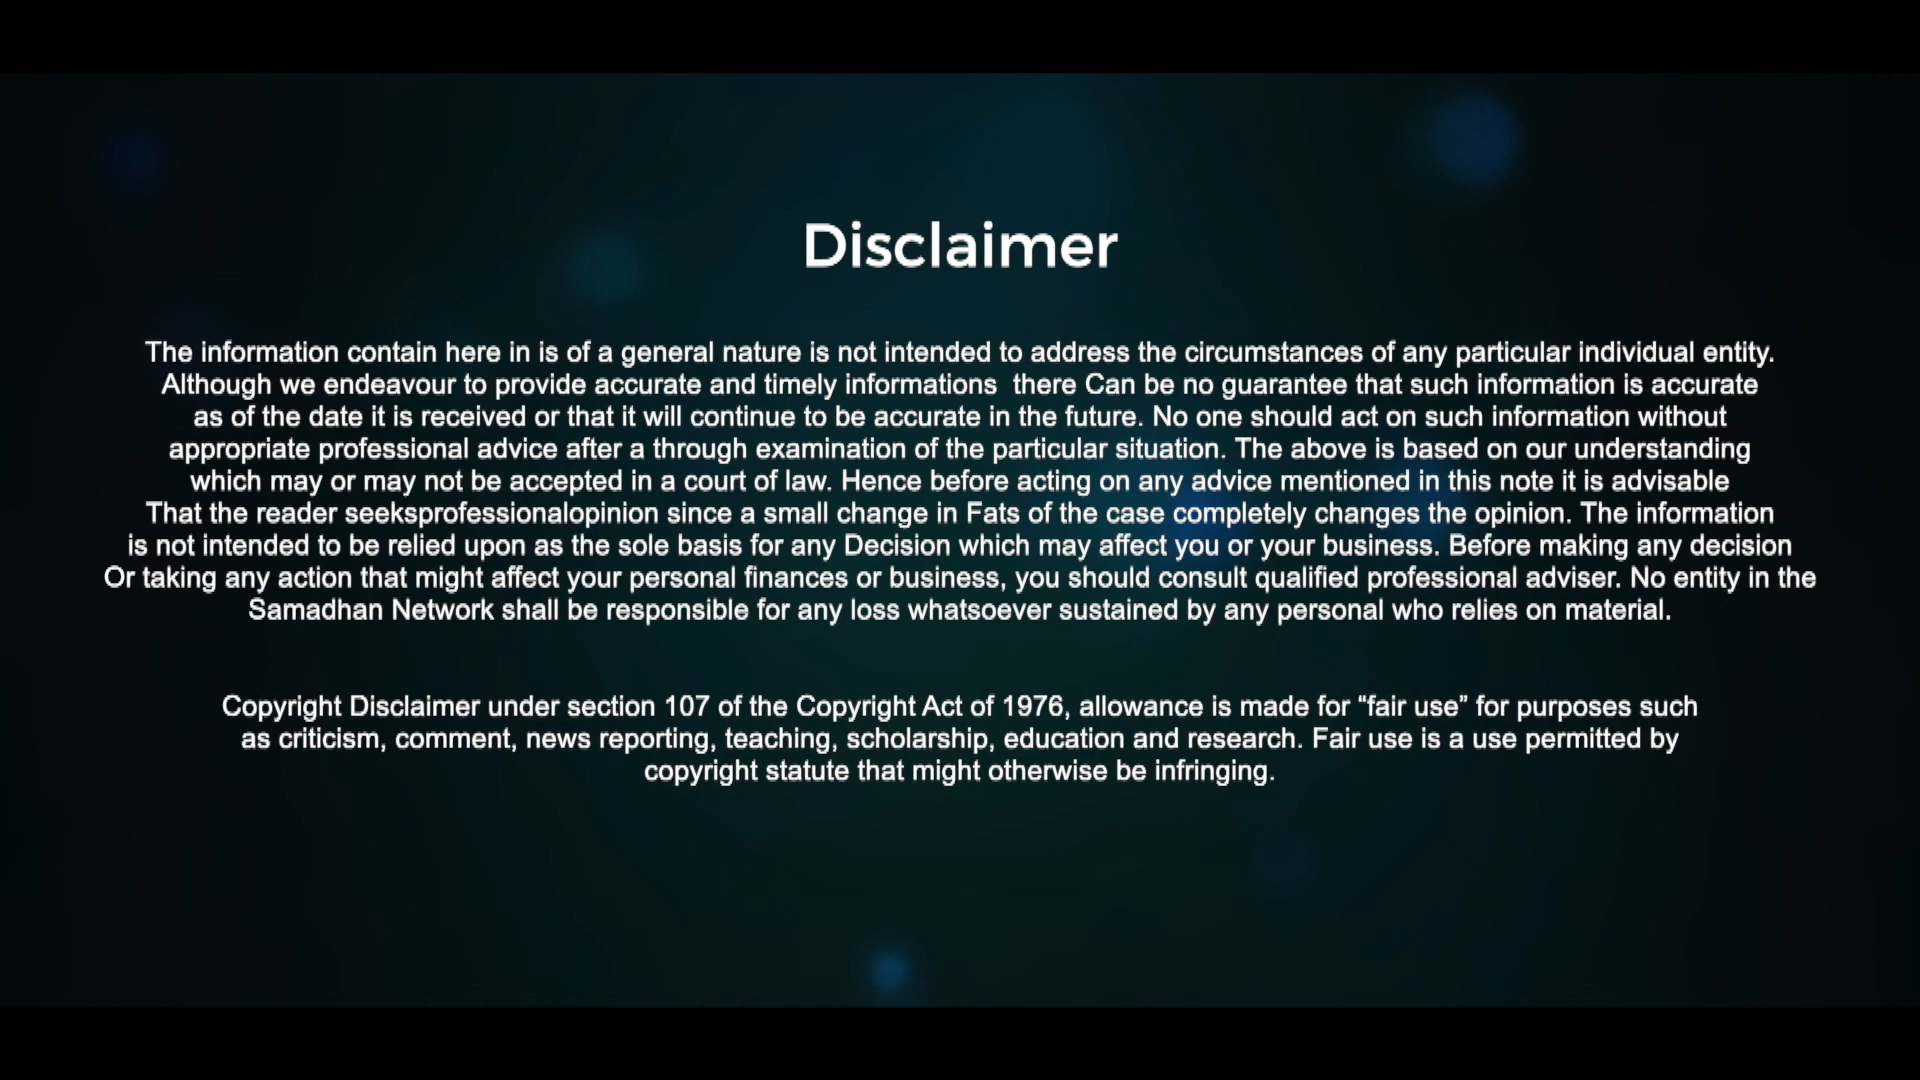 Disclaimer
The information contain here in is of a general nature is not intended to address the circumstances of any particular individual entity.
Although we endeavour to provide accurate and timely informations  there Can be no guarantee that such information is accurate
as of the date it is received or that it will continue to be accurate in the future. No one should act on such information without
appropriate professional advice after a through examination of the particular situation. The above is based on our understanding
which may or may not be accepted in a court of law. Hence before acting on any advice mentioned in this note it is advisable
That the reader seeksprofessionalopinion since a small change in Fats of the case completely changes the opinion. The information
is not intended to be relied upon as the sole basis for any Decision which may affect you or your business. Before making any decision
Or taking any action that might affect your personal finances or business, you should consult qualified professional adviser. No entity in the
Samadhan Network shall be responsible for any loss whatsoever sustained by any personal who relies on material.
Copyright Disclaimer under section 107 of the Copyright Act of 1976, allowance is made for “fair use” for purposes such
as criticism, comment, news reporting, teaching, scholarship, education and research. Fair use is a use permitted by
copyright statute that might otherwise be infringing.